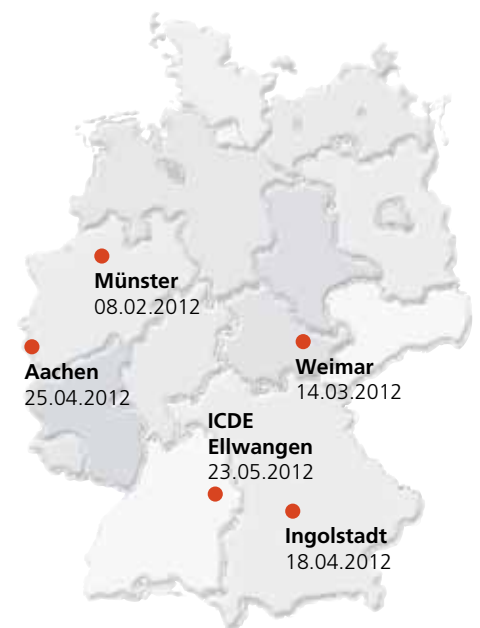 Münster
08.02.2012
Aachen
25.04.2012
Weimar
14.03.2012
ICDE
Ellwangen
23.05.2012
Ingolstadt
18.04.2012